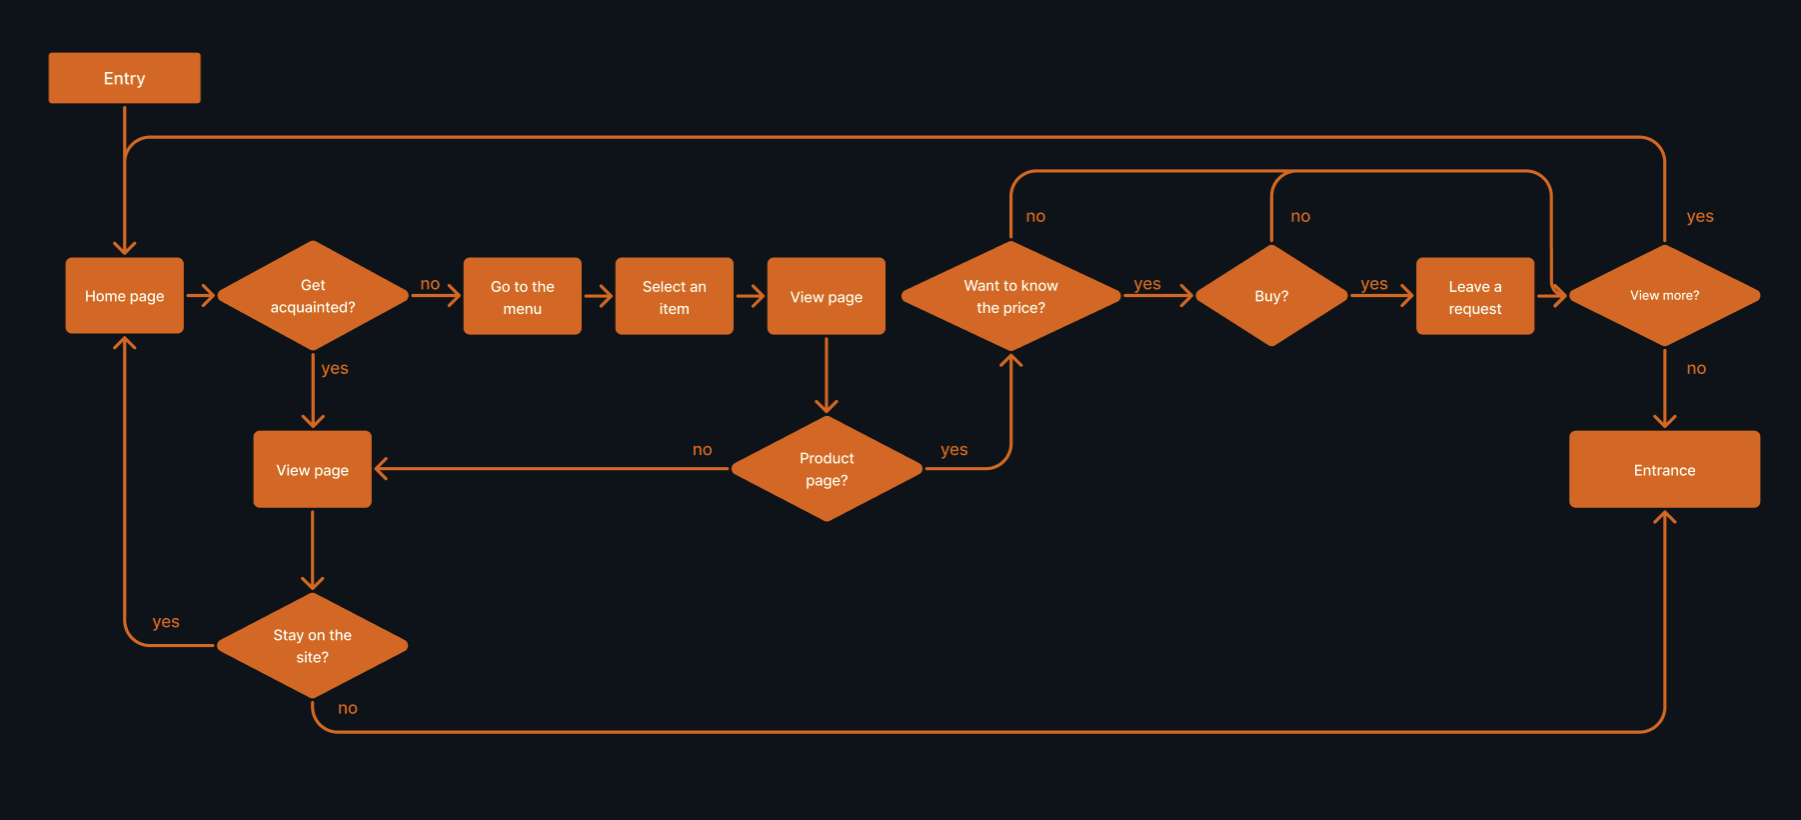 Entry
no
no
yes
Home page
Get
acquainted?
no
Go to the
menu
Select an
item
View page
Want to know
the price?
yes
Buy?
yes
Leave a
request
View more?
yes
no
View page
no
Product
page?
yes
Entrance
yes
Stay on the
site?
no